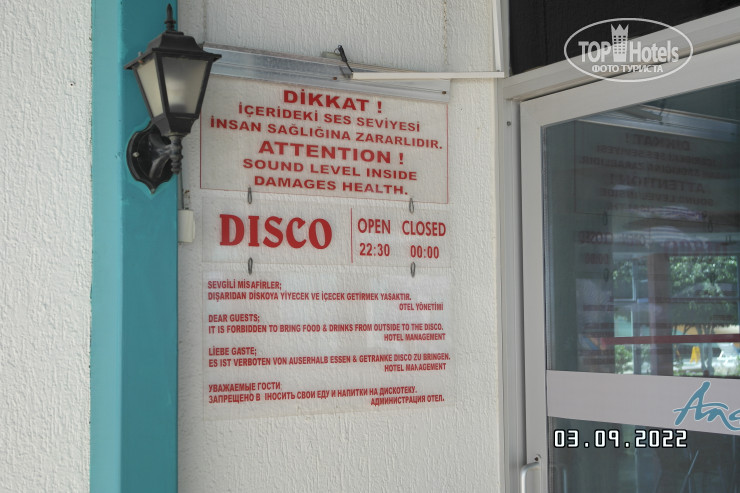 TOP Hotels
ФОТО ТУРИСТА
DİKKAT !
İÇERİDEKİ SES SEVİYESİ
İNSAN SAĞLIĞINA ZARARLIDIR.
ATTENTION !
SOUND LEVEL INSIDE
DAMAGES HEALTH.
DISCO
OPEN CLOSED
22:30 00:00
SEVGİLİ MİSAFİRLER;
DIŞARIDAN DİSKOYA YİYECEK VE İÇECEK GETİRMEK YASAKTIR.
OTEL YÖNETİMİ
DEAR GUESTS;
IT IS FORBIDDEN TO BRING FOOD & DRINKS FROM OUTSIDE TO THE DISCO.
HOTEL MANAGEMENT
LİEBE GASTE;
ES IST VERBOTEN VON AUSERHALB ESSEN & GETRANKE DISCO ZU BRINGEN.
HOTEL MANAGEMENT
УВАЖАЕМЫЕ ГОСТИ
ЗАПРЕЩЕНО В НОСИТЬ СВОИ ЕДУ И НАПИТКИ НА ДИСКОТЕКУ.
АДМИНИСТРАЦИЯ ОТЕЛ.
03.09.2022